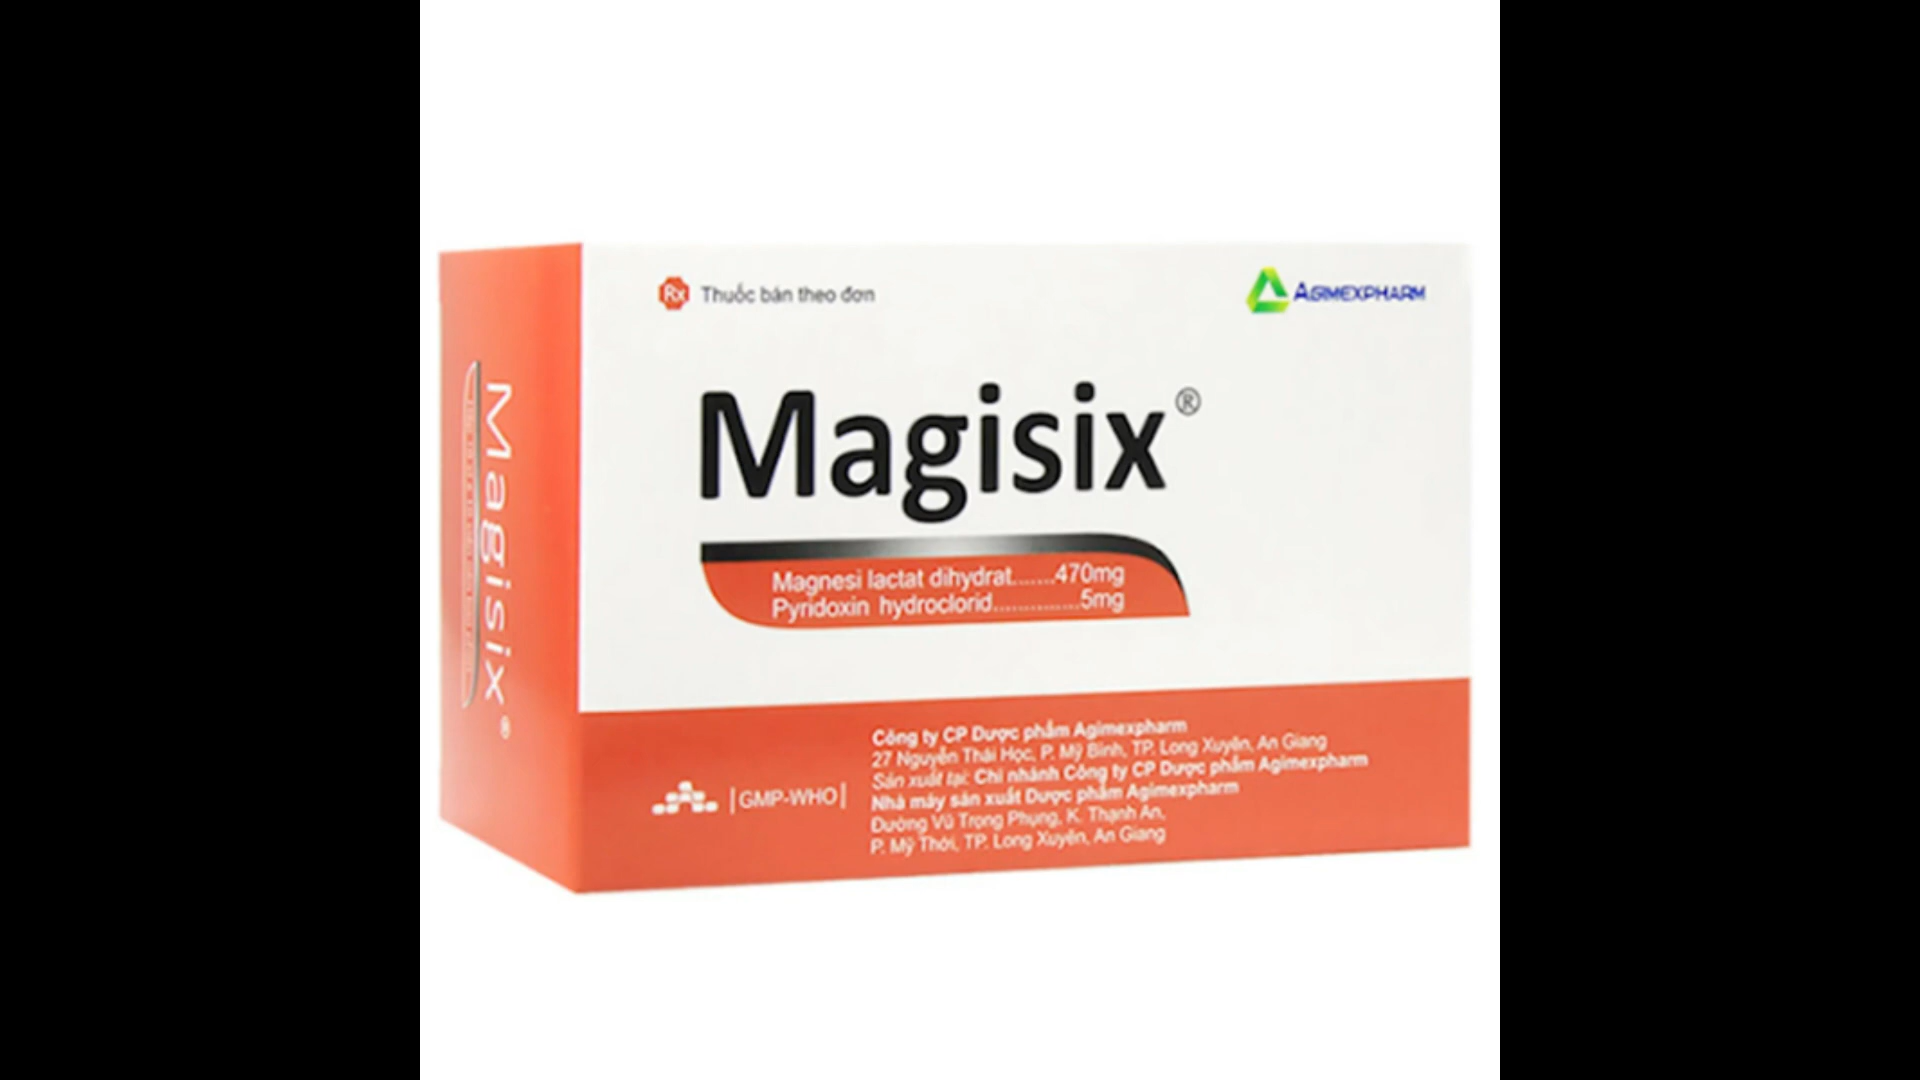 Rx Thuốc bán theo đơn
AGIMEXPHARM
Magisix®
Magnesi lactat dihydrat.......470mg
Pyridoxin hydroclorid..............5mg
GMP-WHO
Công ty CP Dược phẩm Agimexpharm
27 Nguyễn Thái Học, P. Mỹ Bình, TP. Long Xuyên, An Giang
Sản xuất tại: Chi nhánh Công ty CP Dược phẩm Agimexpharm
Nhà máy sản xuất Dược phẩm Agimexpharm
Đường Vũ Trọng Phụng, K. Thạnh An,
P. Mỹ Thới, TP. Long Xuyên, An Giang
Magisix®